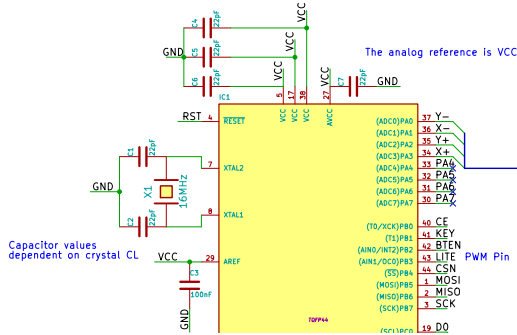 VCC
C4
22pF
VCC
GND
C5
22pF
The analog reference is VCC
VCC
VCC
C6
22pF
C7
22pF
GND
IC1
5
17
38
27
VCC
VCC
VCC
AVCC
RST
4
RESET
(ADC0)PA0
37
Y-
(ADC1)PA1
36
X-
(ADC2)PA2
35
Y+
(ADC3)PA3
34
X+
(ADC4)PA4
33
PA4
(ADC5)PA5
32
PA5
(ADC6)PA6
31
PA6
(ADC7)PA7
30
PA7
C1
22pF
7
XTAL2
GND
X1
16MHz
C2
22pF
8
XTAL1
Capacitor values
dependent on crystal CL
(T0/XCK)PB0
40
CE
(T1)PB1
41
KEY
(AIN0/INT2)PB2
42
BTEN
(AIN1/OC0)PB3
43
LITE
PWM Pin
(SS)PB4
44
CSN
(MOSI)PB5
1
MOSI
(MISO)PB6
2
MISO
(SCK)PB7
3
SCK
VCC
29
AREF
C3
100nF
GND
TQFP44
(SCL)PC0
19
D0